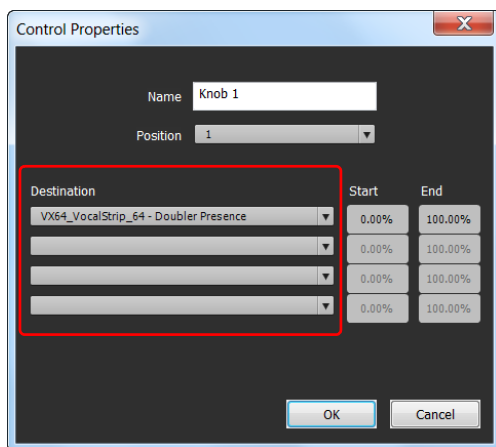 Control Properties
Name Knob 1
Position 1
Destination Start End
VX64_VocalStrip_64 - Doubler Presence 0.00% 100.00%
0.00% 100.00%
0.00% 100.00%
0.00% 100.00%
OK Cancel